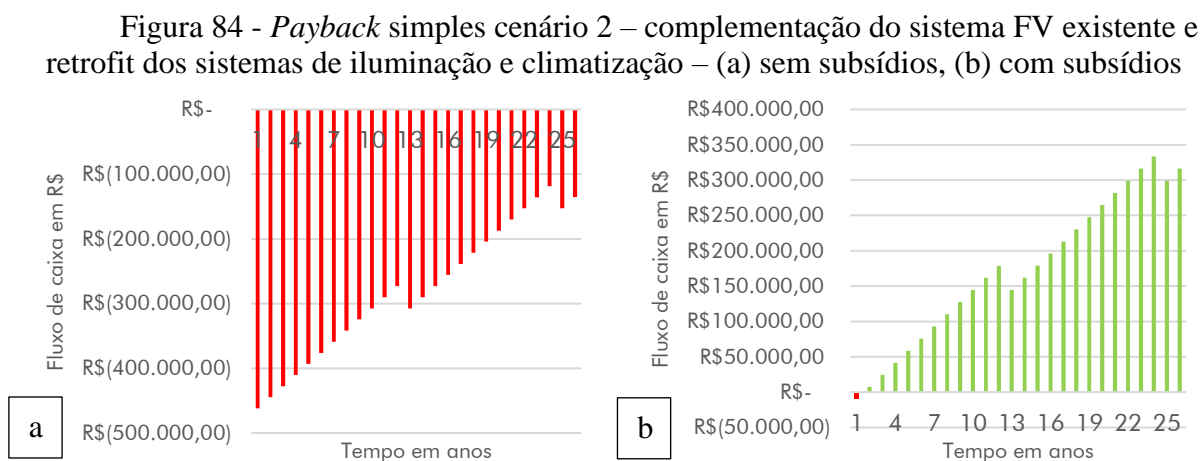 Figura 84 - Payback simples cenário 2 – complementação do sistema FV existente e
retrofit dos sistemas de iluminação e climatização – (a) sem subsídios, (b) com subsídios
Fluxo de caixa em R$
R$-
R$(100.000,00)
R$(200.000,00)
R$(300.000,00)
R$(400.000,00)
R$(500.000,00)
1 4 7 10 13 16 19 22 25
Tempo em anos
a
Fluxo de caixa em R$
R$400.000,00
R$350.000,00
R$300.000,00
R$250.000,00
R$200.000,00
R$150.000,00
R$100.000,00
R$50.000,00
R$-
R$(50.000,00)
1 4 7 10 13 16 19 22 25
Tempo em anos
b